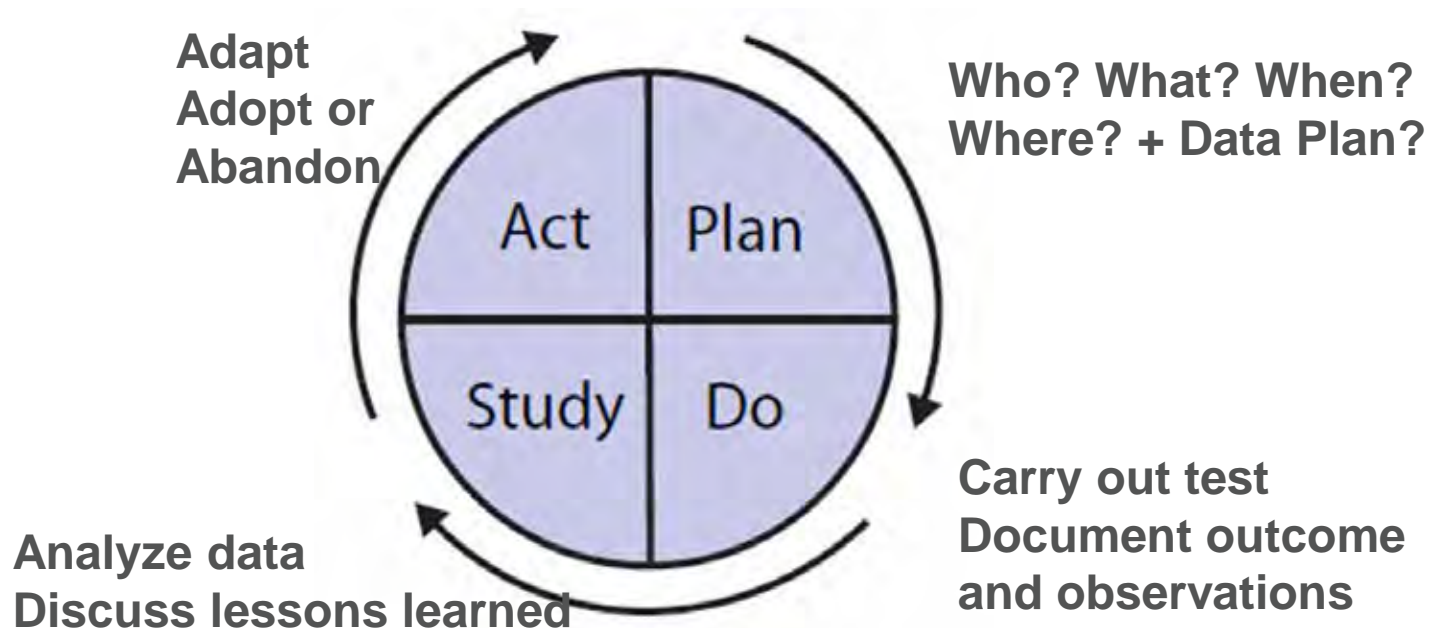 Adapt
Adopt or
Abandon
Who? What? When?
Where? + Data Plan?
Act
Plan
Study
Do
Carry out test
Document outcome
and observations
Analyze data
Discuss lessons learned